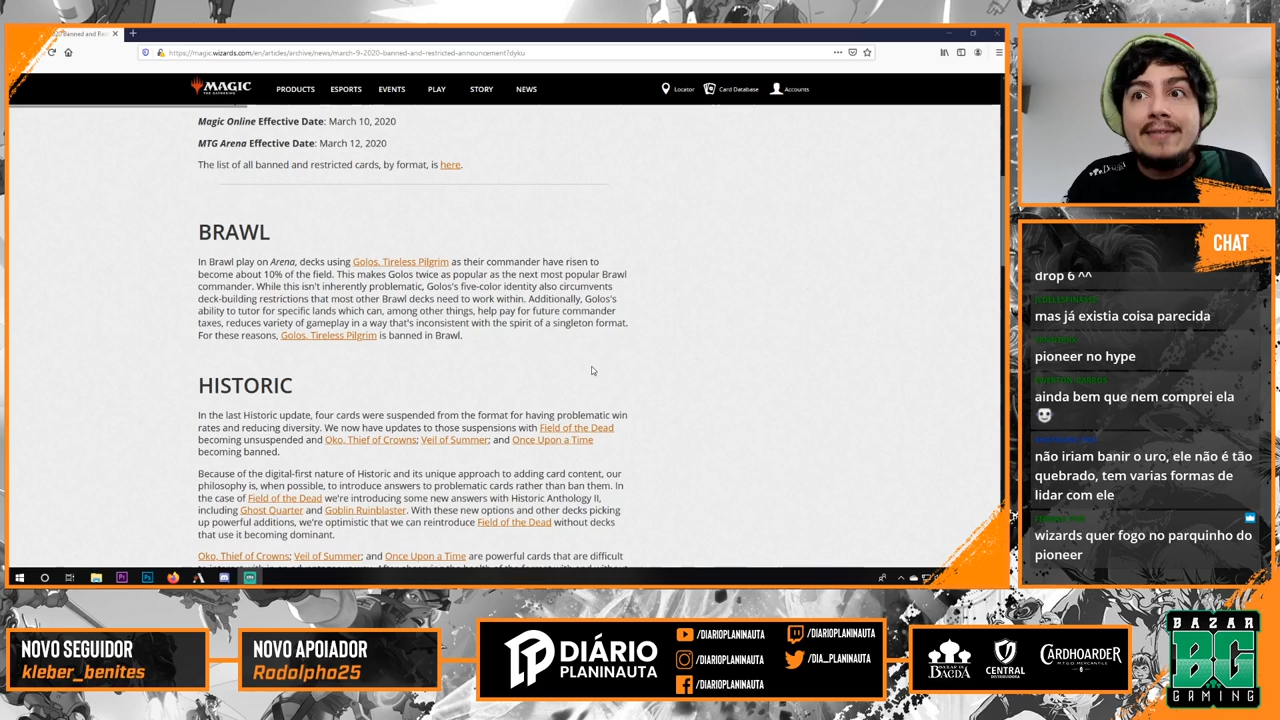 2020 Banned and Rest
https://magic.wizards.com/en/articles/archive/news/march-9-2020-banned-and-restricted-announcement?dyku
MAGIC
THE GATHERING
PRODUCTS
ESPORTS
EVENTS
PLAY
STORY
NEWS
Locator
Card Database
Accounts
Magic Online Effective Date: March 10, 2020
MTG Arena Effective Date: March 12, 2020
The list of all banned and restricted cards, by format, is here.
BRAWL
In Brawl play on Arena, decks using Golos, Tireless Pilgrim as their commander have risen to
become about 10% of the field. This makes Golos twice as popular as the next most popular Brawl
commander. While this isn't inherently problematic, Golos's five-color identity also circumvents
deck-building restrictions that most other Brawl decks need to work within. Additionally, Golos's
ability to tutor for specific lands which can, among other things, help pay for future commander
taxes, reduces variety of gameplay in a way that's inconsistent with the spirit of a singleton format.
For these reasons, Golos, Tireless Pilgrim is banned in Brawl.
HISTORIC
In the last Historic update, four cards were suspended from the format for having problematic win
rates and reducing diversity. We now have updates to those suspensions with Field of the Dead
becoming unsuspended and Oko, Thief of Crowns; Veil of Summer; and Once Upon a Time
becoming banned.
Because of the digital-first nature of Historic and its unique approach to adding card content, our
philosophy is, when possible, to introduce answers to problematic cards rather than ban them. In
the case of Field of the Dead we're introducing some new answers with Historic Anthology II,
including Ghost Quarter and Goblin Ruinblaster. With these new options and other decks picking
up powerful additions, we're optimistic that we can reintroduce Field of the Dead without decks
that use it becoming dominant.
Oko, Thief of Crowns; Veil of Summer; and Once Upon a Time are powerful cards that are difficult
CHAT
drop 6 ^^
mas já existia coisa parecida
pioneer no hype
ainda bem que nem comprei ela
não iriam banir o uro, ele não é tão
quebrado, tem varias formas de
lidar com ele
wizards quer fogo no parquinho do
pioneer
NOVO SEGUIDOR
kleber_benites
NOVO APOIADOR
Rodolpho25
DIÁRIO
PLANINAUTA
/DIARIOPLANINAUTA
/DIARIOPLANINAUTA
/DIARIOPLANINAUTA
/DIARIOPLANINAUTA
/DIA_PLANINAUTA
BAZAR DE
BAGDÁ
CENTRAL
DISTRIBUIDORA
CARDHOARDER
MTGO MERCANTILE
BAZAR
BG
GAMING